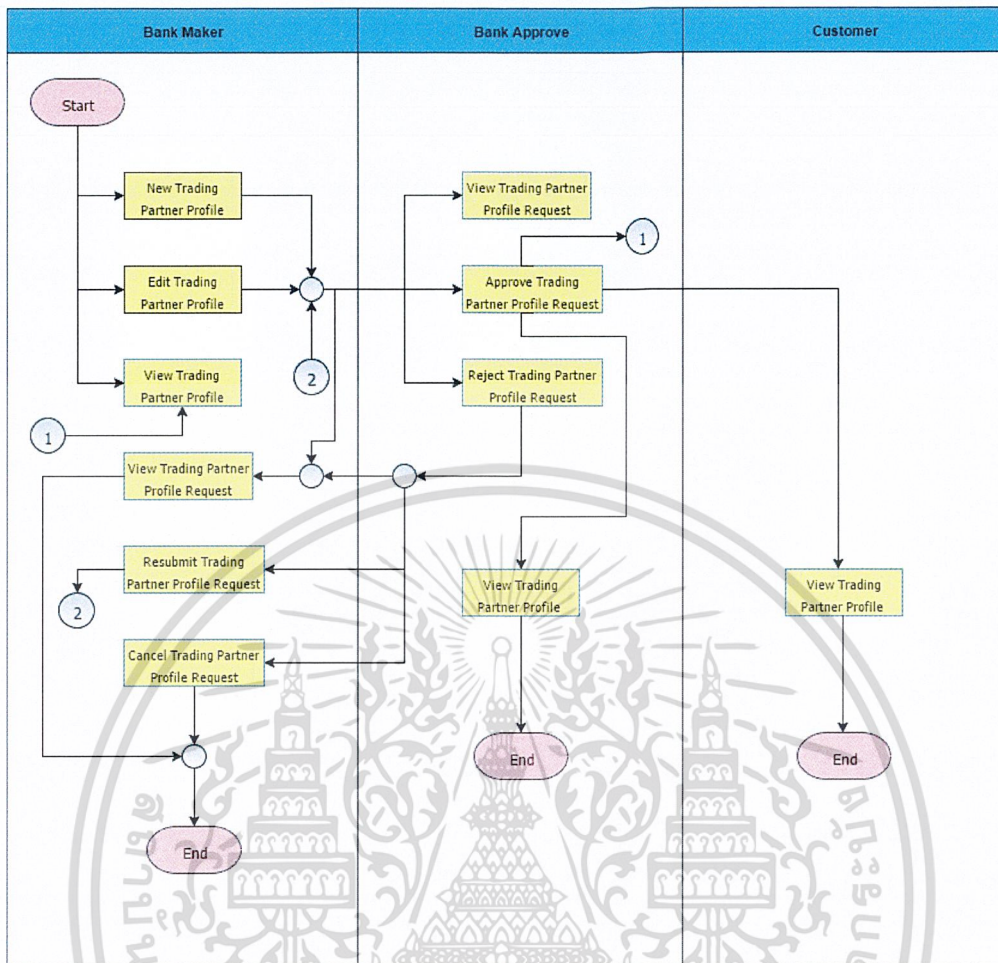 Bank Maker
Bank Approve
Customer
Start
New Trading
Partner Profile
View Trading Partner
Profile Request
1
Edit Trading
Partner Profile
Approve Trading
Partner Profile Request
View Trading
Partner Profile
2
Reject Trading Partner
Profile Request
1
View Trading Partner
Profile Request
Resubmit Trading
Partner Profile Request
2
View Trading
Partner Profile
View Trading
Partner Profile
Cancel Trading Partner
Profile Request
End
End
End